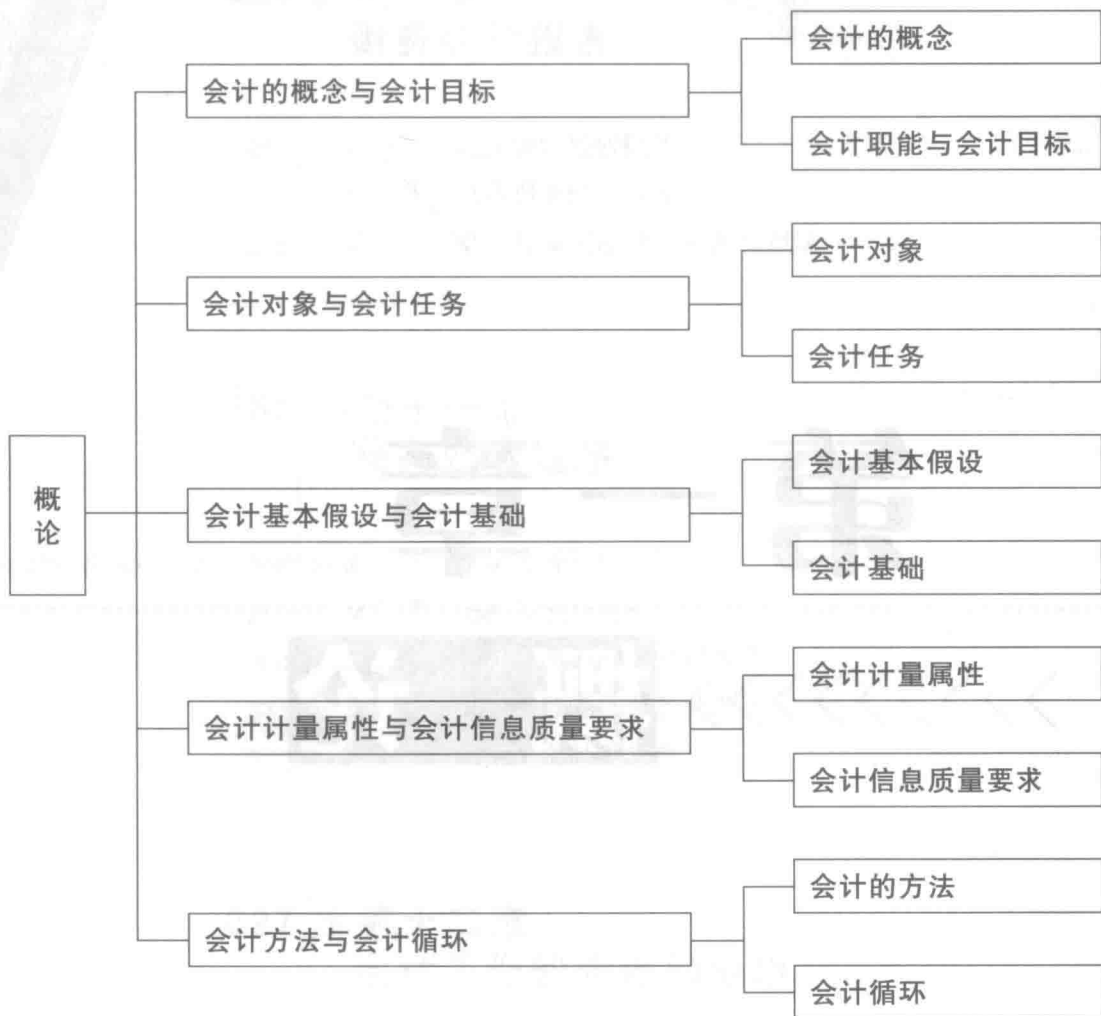 概论
会计的概念与会计目标
会计的概念
会计职能与会计目标
会计对象与会计任务
会计对象
会计任务
会计基本假设与会计基础
会计基本假设
会计基础
会计计量属性与会计信息质量要求
会计计量属性
会计信息质量要求
会计方法与会计循环
会计的方法
会计循环